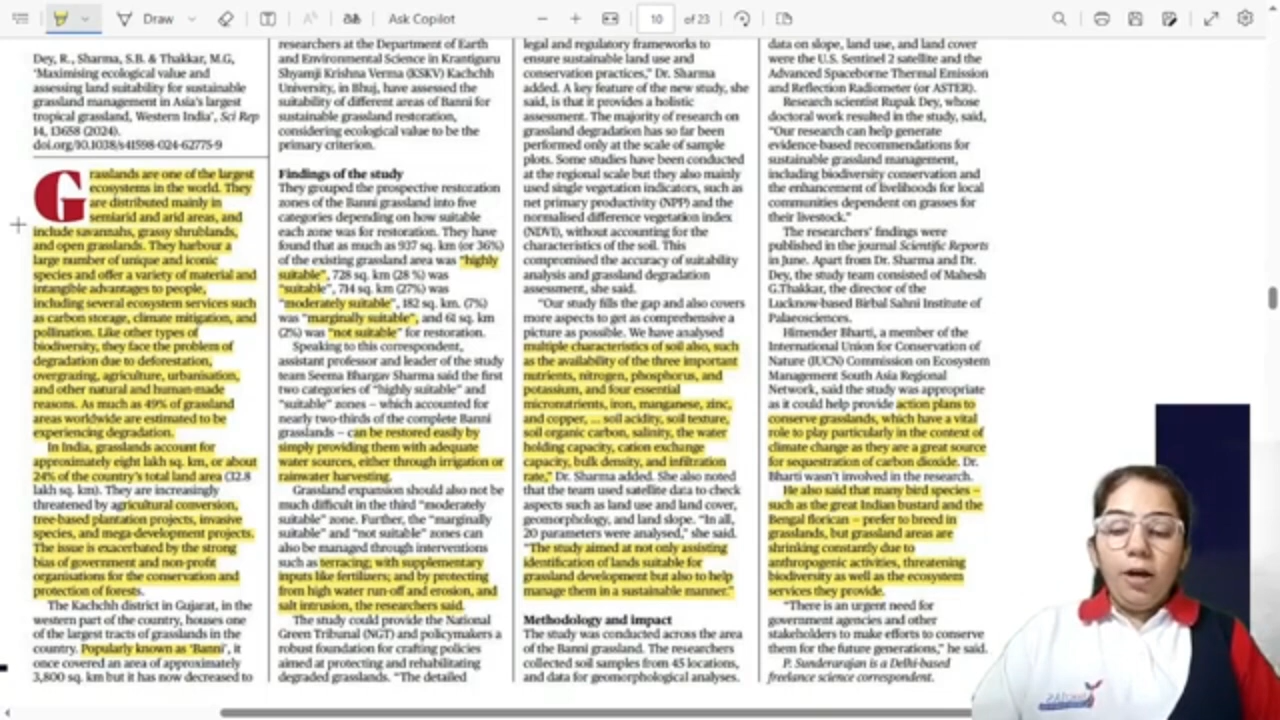 Draw
Ask Copilot
10
of 23
Dey, R., Sharma, S.B. & Thakkar, M.G,
'Maximising ecological value and
assessing land suitability for sustainable
grassland management in Asia's largest
tropical grassland, Western India', Sci Rep
14, 13658 (2024).
doi.org/10.1038/s41598-024-62775-9
Grasslands are one of the largest
ecosystems in the world. They
are distributed mainly in
semiarid and arid areas, and
include savannahs, grassy shrublands,
and open grasslands. They harbour a
large number of unique and iconic
species and offer a variety of material and
intangible advantages to people,
including several ecosystem services such
as carbon storage, climate mitigation, and
pollination. Like other types of
biodiversity, they face the problem of
degradation due to deforestation,
overgrazing, agriculture, urbanisation,
and other natural and human-made
reasons. As much as 49% of grassland
areas worldwide are estimated to be
experiencing degradation.
In India, grasslands account for
approximately eight lakh sq. km, or about
24% of the country's total land area (32.8
lakh sq. km). They are increasingly
threatened by agricultural conversion,
tree-based plantation projects, invasive
species, and mega-development projects.
The issue is exacerbated by the strong
bias of government and non-profit
organisations for the conservation and
protection of forests.
The Kachchh district in Gujarat, in the
western part of the country, houses one
of the largest tracts of grasslands in the
country. Popularly known as 'Banni', it
once covered an area of approximately
3,800 sq. km but it has now decreased to
researchers at the Department of Earth
and Environmental Science in Krantiguru
Shyamji Krishna Verma (KSKV) Kachchh
University, in Bhuj, have assessed the
suitability of different areas of Banni for
sustainable grassland restoration,
considering ecological value to be the
primary criterion.
Findings of the study
They grouped the prospective restoration
zones of the Banni grassland into five
categories depending on how suitable
each zone was for restoration. They have
found that as much as 937 sq. km (or 36%)
of the existing grassland area was "highly
suitable", 728 sq. km (28 %) was
"suitable", 714 sq. km (27%) was
"moderately suitable", 182 sq. km. (7%)
was "marginally suitable", and 61 sq. km
(2%) was "not suitable" for restoration.
Speaking to this correspondent,
assistant professor and leader of the study
team Seema Bhargav Sharma said the first
two categories of "highly suitable" and
"suitable" zones – which accounted for
nearly two-thirds of the complete Banni
grasslands – can be restored easily by
simply providing them with adequate
water sources, either through irrigation or
rainwater harvesting.
Grassland expansion should also not be
much difficult in the third "moderately
suitable" zone. Further, the "marginally
suitable" and "not suitable" zones can
also be managed through interventions
such as terracing; with supplementary
inputs like fertilizers; and by protecting
from high water run-off and erosion, and
salt intrusion, the researchers said.
The study could provide the National
Green Tribunal (NGT) and policymakers a
robust foundation for crafting policies
aimed at protecting and rehabilitating
degraded grasslands. "The detailed
legal and regulatory frameworks to
ensure sustainable land use and
conservation practices," Dr. Sharma
added. A key feature of the new study, she
said, is that it provides a holistic
assessment. The majority of research on
grassland degradation has so far been
performed only at the scale of sample
plots. Some studies have been conducted
at the regional scale but they also mainly
used single vegetation indicators, such as
net primary productivity (NPP) and the
normalised difference vegetation index
(NDVI), without accounting for the
characteristics of the soil. This
compromised the accuracy of suitability
analysis and grassland degradation
assessment, she said.
"Our study fills the gap and also covers
more aspects to get as comprehensive a
picture as possible. We have analysed
multiple characteristics of soil also, such
as the availability of the three important
nutrients, nitrogen, phosphorus, and
potassium, and four essential
micronutrients, iron, manganese, zinc,
and copper, ... soil acidity, soil texture,
soil organic carbon, salinity, the water
holding capacity, cation exchange
capacity, bulk density, and infiltration
rate," Dr. Sharma added. She also noted
that the team used satellite data to check
aspects such as land use and land cover,
geomorphology, and land slope. "In all,
20 parameters were analysed," she said.
"The study aimed at not only assisting
identification of lands suitable for
grassland development but also to help
manage them in a sustainable manner."
Methodology and impact
The study was conducted across the area
of the Banni grassland. The researchers
collected soil samples from 45 locations,
and data for geomorphological analyses.
data on slope, land use, and land cover
were the U.S. Sentinel 2 satellite and the
Advanced Spaceborne Thermal Emission
and Reflection Radiometer (or ASTER).
Research scientist Rupak Dey, whose
doctoral work resulted in the study, said,
"Our research can help generate
evidence-based recommendations for
sustainable grassland management,
including biodiversity conservation and
the enhancement of livelihoods for local
communities dependent on grasses for
their livestock."
The researchers' findings were
published in the journal Scientific Reports
in June. Apart from Dr. Sharma and Dr.
Dey, the study team consisted of Mahesh
G.Thakkar, the director of the
Lucknow-based Birbal Sahni Institute of
Palaeosciences.
Himender Bharti, a member of the
International Union for Conservation of
Nature (IUCN) Commission on Ecosystem
Management South Asia Regional
Network, said the study was appropriate
as it could help provide action plans to
conserve grasslands, which have a vital
role to play particularly in the context of
climate change as they are a great source
for sequestration of carbon dioxide. Dr.
Bharti wasn't involved in the research.
He also said that many bird species –
such as the great Indian bustard and the
Bengal florican – prefer to breed in
grasslands, but grassland areas are
shrinking constantly due to
anthropogenic activities, threatening
biodiversity as well as the ecosystem
services they provide.
"There is an urgent need for
government agencies and other
stakeholders to make efforts to conserve
them for the future generations," he said.
P. Sunderarajan is a Delhi-based
freelance science correspondent.